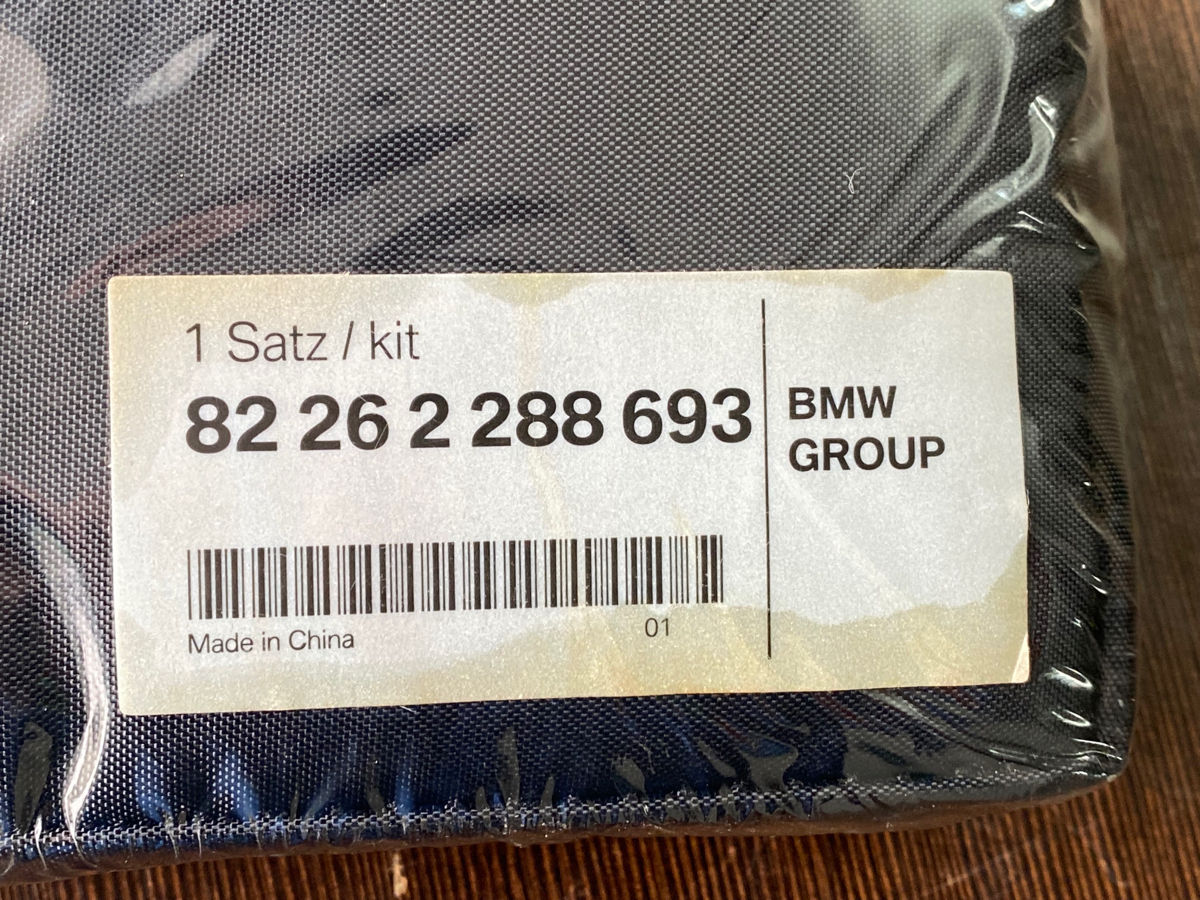 1 Satz / kit
82 26 2 288 693
BMW
GROUP
Made in China
01